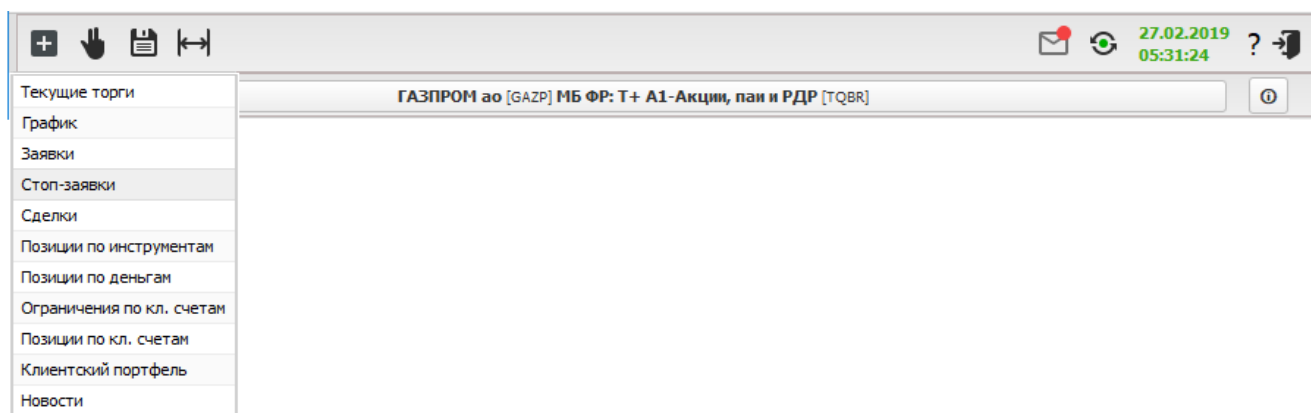 27.02.2019
05:31:24
?
Текущие торги
ГАЗПРОМ ао [GAZP] МБ ФР: Т+ А1-Акции, паи и РДР [TQBR]
График
Заявки
Стоп-заявки
Сделки
Позиции по инструментам
Позиции по деньгам
Ограничения по кл. счетам
Позиции по кл. счетам
Клиентский портфель
Новости